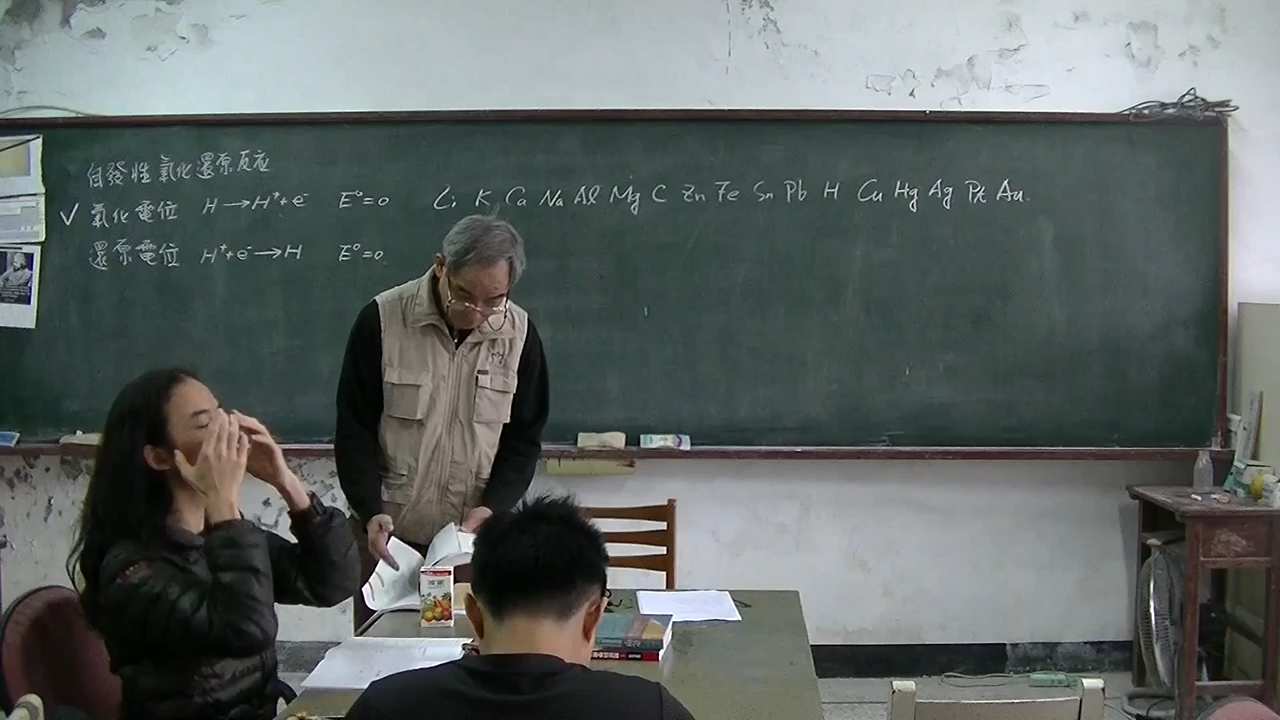 自發性氧化還原反应
✓ 氧化電位 H→H⁺+e⁻ E°=0 Li K Ca Na Al Mg C Zn Fe Sn Pb H Cu Hg Ag Pt Au
還原電位 H⁺+e⁻→H E°=0